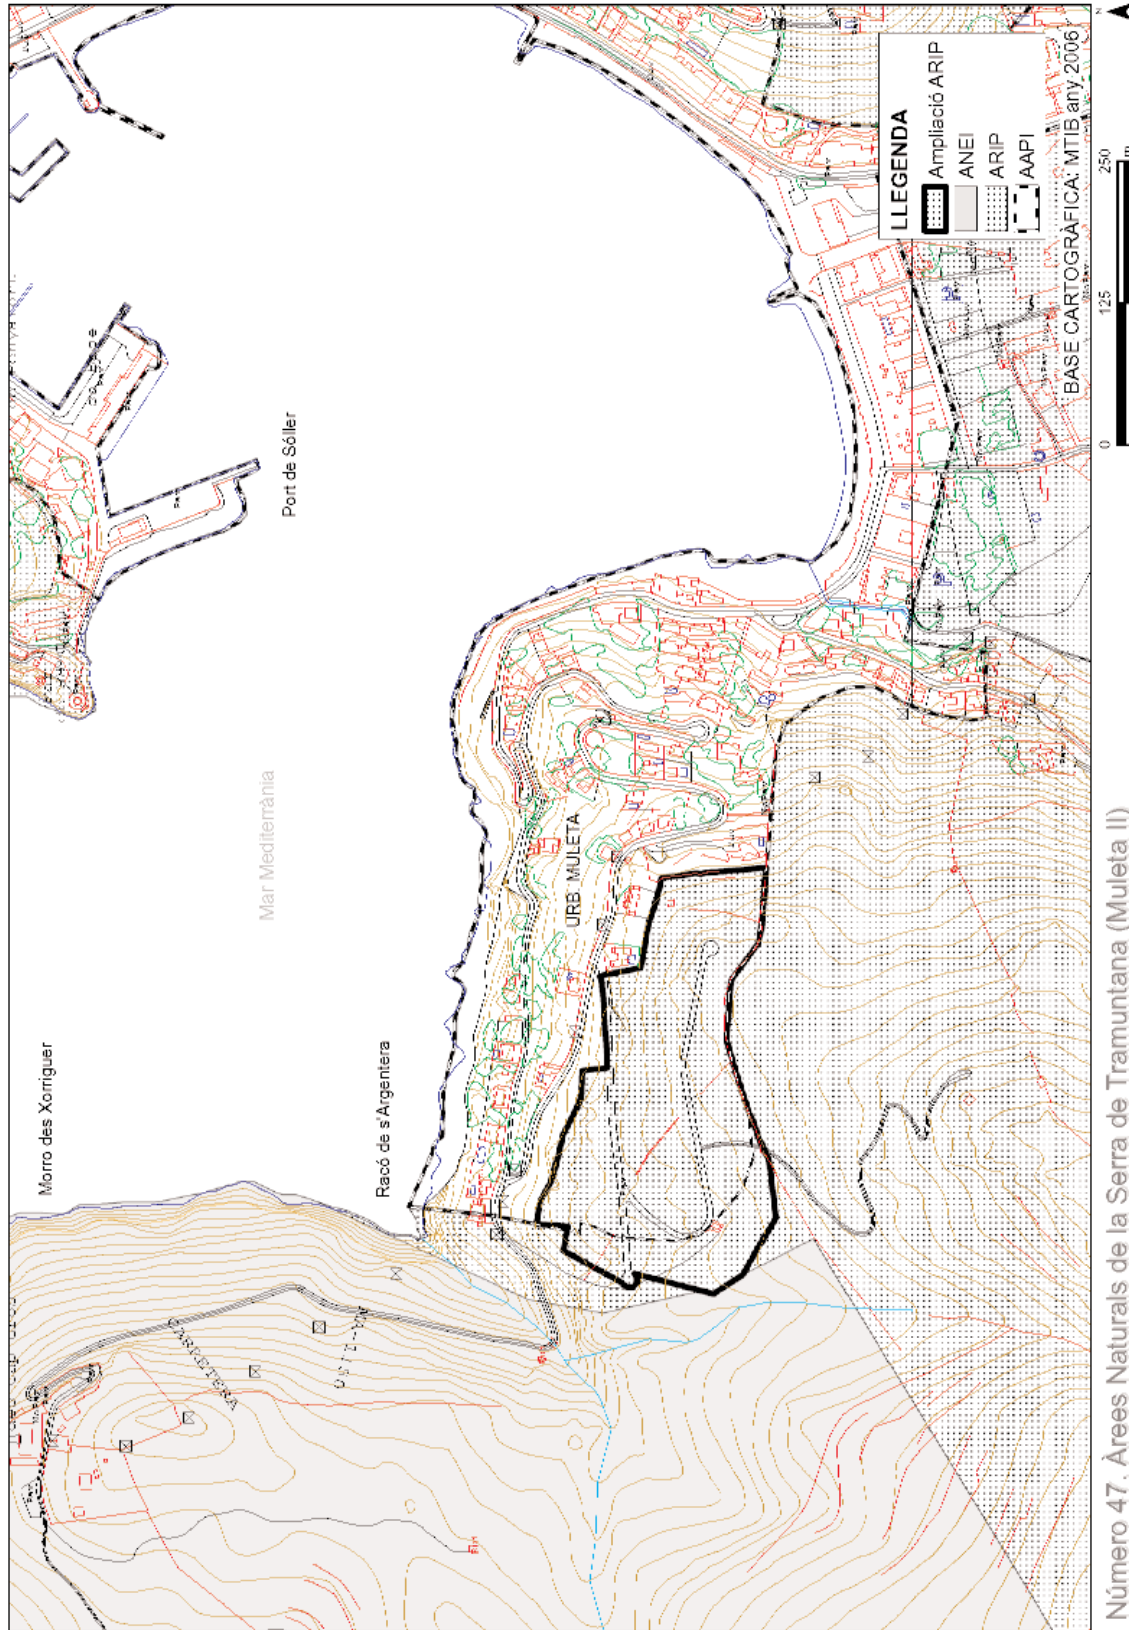 Morro des Xorriguer
Racó de s'Argentera
Mar Mediterrània
Port de Sóller
URB. MULETA
CARRETERA
LLEGENDA
Ampliació ARIP
ANEI
ARIP
AAPI
BASE CARTOGRÀFICA: MTIB any 2006
0 125 250
m
N
Número 47. Àrees Naturals de la Serra de Tramuntana (Muleta II)